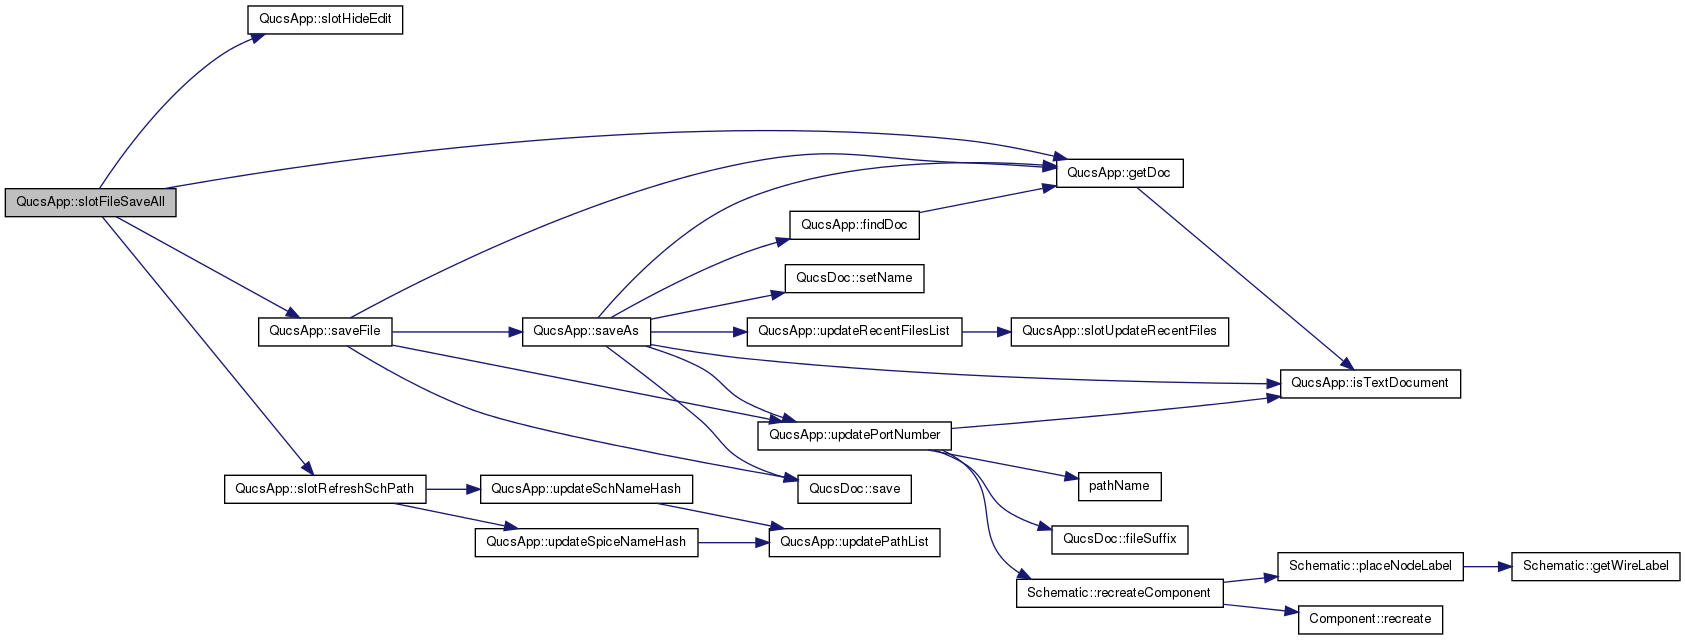 QucsApp::slotHideEdit
QucsApp::getDoc
QucsApp::slotFileSaveAll
QucsApp::findDoc
QucsDoc::setName
QucsApp::saveFile
QucsApp::saveAs
QucsApp::updateRecentFilesList
QucsApp::slotUpdateRecentFiles
QucsApp::isTextDocument
QucsApp::updatePortNumber
QucsApp::slotRefreshSchPath
QucsApp::updateSchNameHash
QucsDoc::save
pathName
QucsApp::updateSpiceNameHash
QucsApp::updatePathList
QucsDoc::fileSuffix
Schematic::placeNodeLabel
Schematic::getWireLabel
Schematic::recreateComponent
Component::recreate